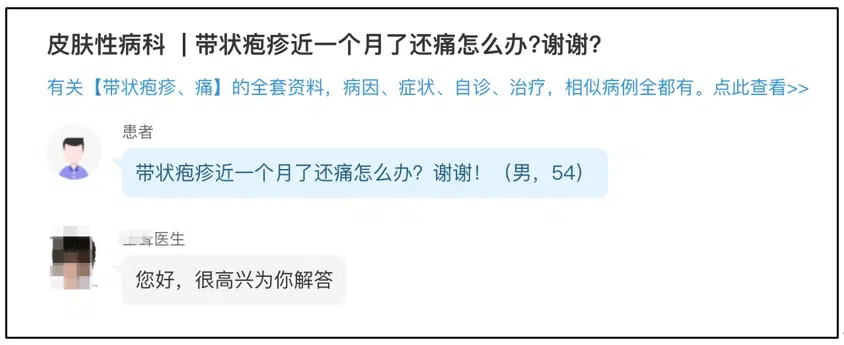 皮肤性病科 | 带状疱疹近一个月了还痛怎么办?谢谢?
有关【带状疱疹、痛】的全套资料，病因、症状、自诊、治疗，相似病例全都有。点此查看>>
患者
带状疱疹近一个月了还痛怎么办？谢谢！（男，54）
医生
您好，很高兴为你解答